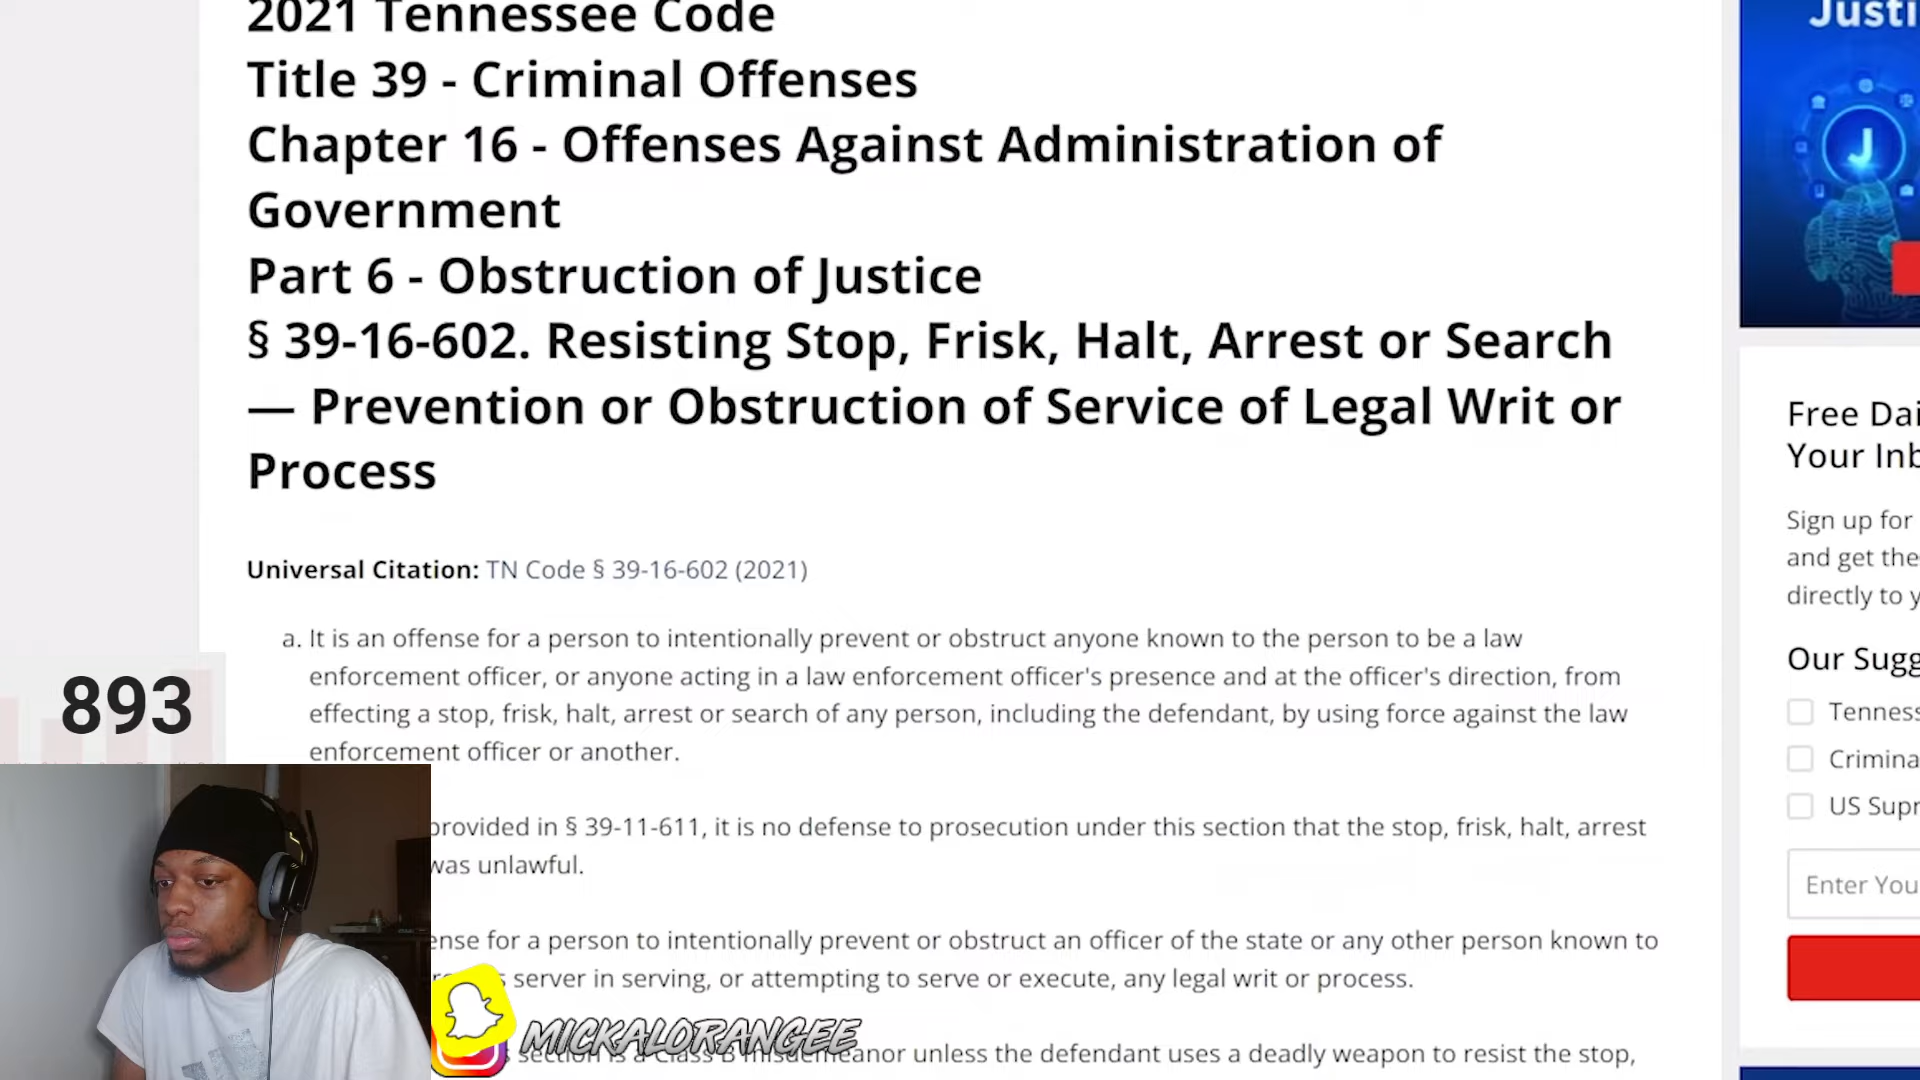 2021 Tennessee Code
Title 39 - Criminal Offenses
Chapter 16 - Offenses Against Administration of
Government
Part 6 - Obstruction of Justice
§ 39-16-602. Resisting Stop, Frisk, Halt, Arrest or Search
— Prevention or Obstruction of Service of Legal Writ or
Process
Universal Citation: TN Code § 39-16-602 (2021)
a. It is an offense for a person to intentionally prevent or obstruct anyone known to the person to be a law
enforcement officer, or anyone acting in a law enforcement officer's presence and at the officer's direction, from
effecting a stop, frisk, halt, arrest or search of any person, including the defendant, by using force against the law
enforcement officer or another.
provided in § 39-11-611, it is no defense to prosecution under this section that the stop, frisk, halt, arrest
was unlawful.
ense for a person to intentionally prevent or obstruct an officer of the state or any other person known to
server in serving, or attempting to serve or execute, any legal writ or process.
section is a Class B misdemeanor unless the defendant uses a deadly weapon to resist the stop,
893
MICKALORANGEE
Justi
J
Free Dai
Your Inb
Sign up for
and get the
directly to y
Our Sugg
Tenness
Crimina
US Supr
Enter You